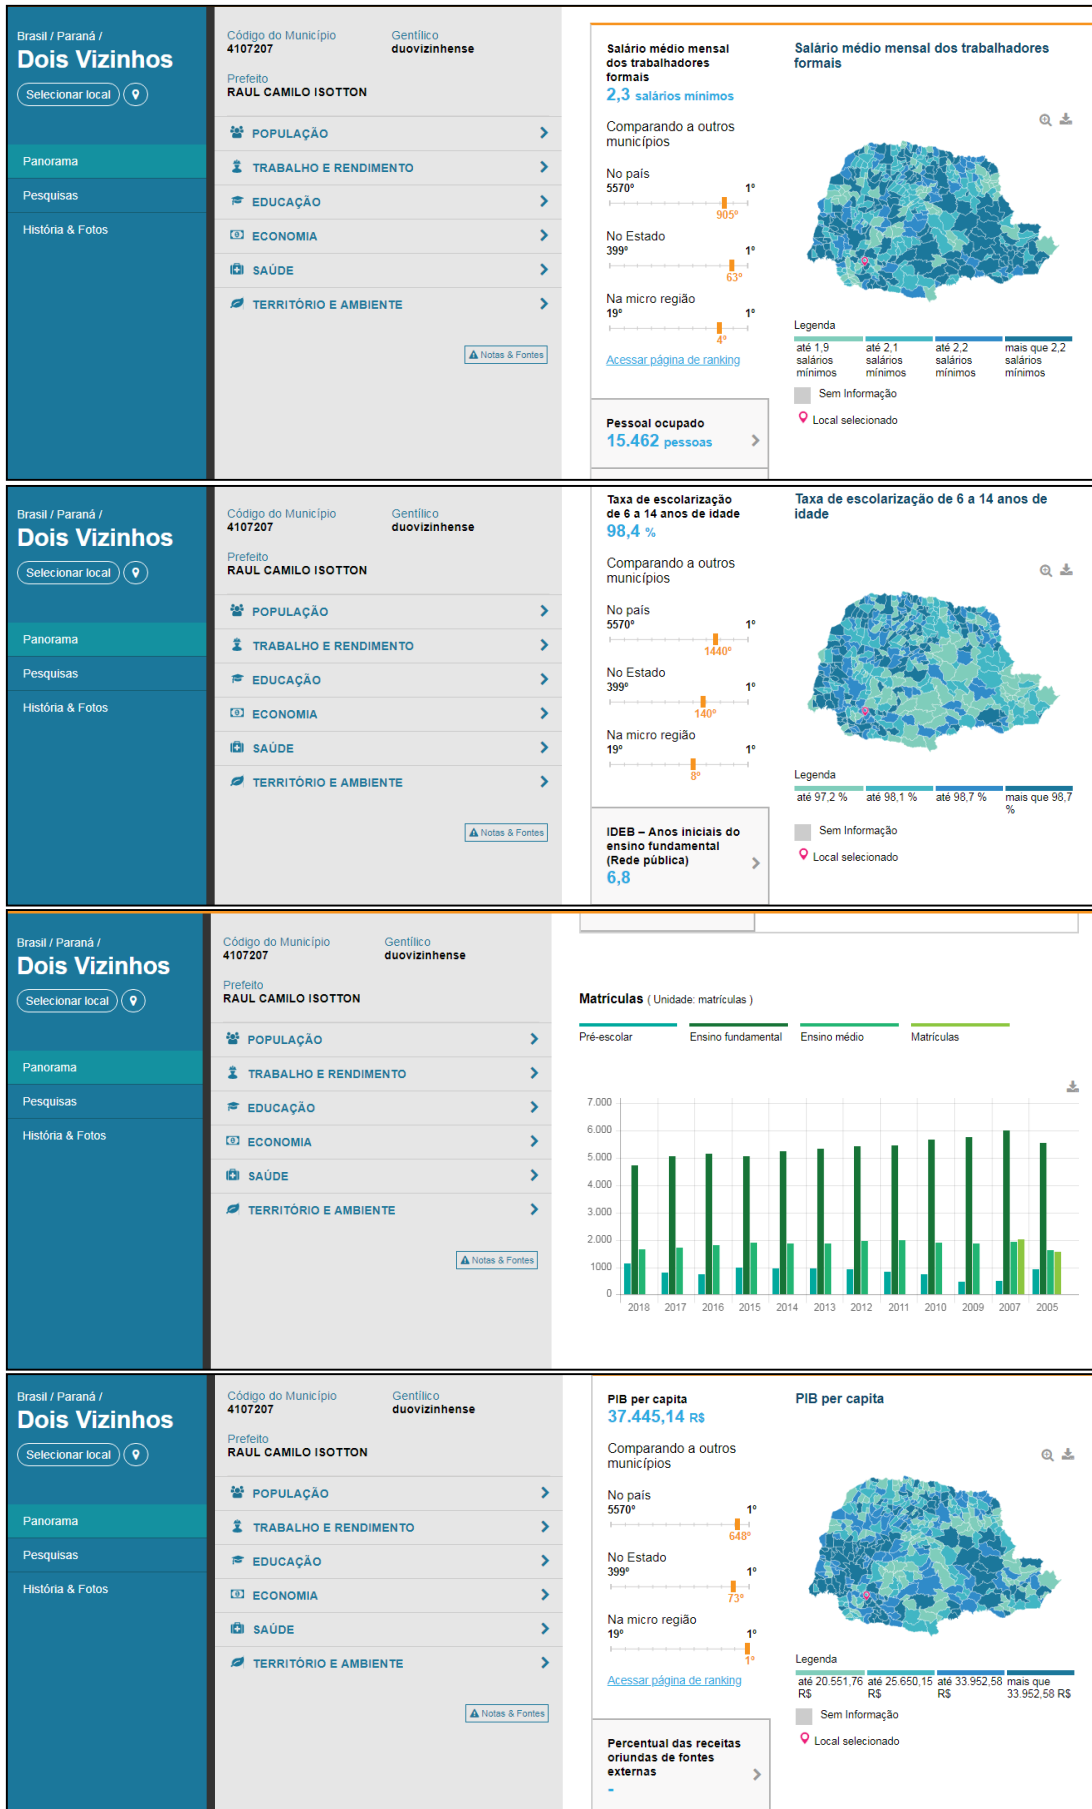 Brasil / Paraná /
Dois Vizinhos
Selecionar local
Panorama
Pesquisas
História & Fotos
Código do Município
4107207
Gentílico
duovizinhense
Prefeito
RAUL CAMILO ISOTTON
POPULAÇÃO
TRABALHO E RENDIMENTO
EDUCAÇÃO
ECONOMIA
SAÚDE
TERRITÓRIO E AMBIENTE
Notas & Fontes
Salário médio mensal
dos trabalhadores
formais
2,3 salários mínimos
Comparando a outros
municípios
No país
5570º 1º
905º
No Estado
399º 1º
63º
Na micro região
19º 1º
4º
Acessar página de ranking
Pessoal ocupado
15.462 pessoas
Salário médio mensal dos trabalhadores
formais
Legenda
até 1,9
salários
mínimos
até 2,1
salários
mínimos
até 2,2
salários
mínimos
mais que 2,2
salários
mínimos
Sem Informação
Local selecionado
Brasil / Paraná /
Dois Vizinhos
Selecionar local
Panorama
Pesquisas
História & Fotos
Código do Município
4107207
Gentílico
duovizinhense
Prefeito
RAUL CAMILO ISOTTON
POPULAÇÃO
TRABALHO E RENDIMENTO
EDUCAÇÃO
ECONOMIA
SAÚDE
TERRITÓRIO E AMBIENTE
Notas & Fontes
Taxa de escolarização
de 6 a 14 anos de idade
98,4 %
Comparando a outros
municípios
No país
5570º 1º
1440º
No Estado
399º 1º
140º
Na micro região
19º 1º
8º
IDEB – Anos iniciais do
ensino fundamental
(Rede pública)
6,8
Taxa de escolarização de 6 a 14 anos de
idade
Legenda
até 97,2 %
até 98,1 %
até 98,7 %
mais que 98,7
%
Sem Informação
Local selecionado
Brasil / Paraná /
Dois Vizinhos
Selecionar local
Panorama
Pesquisas
História & Fotos
Código do Município
4107207
Gentílico
duovizinhense
Prefeito
RAUL CAMILO ISOTTON
POPULAÇÃO
TRABALHO E RENDIMENTO
EDUCAÇÃO
ECONOMIA
SAÚDE
TERRITÓRIO E AMBIENTE
Notas & Fontes
Matrículas ( Unidade: matrículas )
Pré-escolar
Ensino fundamental
Ensino médio
Matrículas
7.000
6.000
5.000
4.000
3.000
2.000
1000
0
2018 2017 2016 2015 2014 2013 2012 2011 2010 2009 2007 2005
Brasil / Paraná /
Dois Vizinhos
Selecionar local
Panorama
Pesquisas
História & Fotos
Código do Município
4107207
Gentílico
duovizinhense
Prefeito
RAUL CAMILO ISOTTON
POPULAÇÃO
TRABALHO E RENDIMENTO
EDUCAÇÃO
ECONOMIA
SAÚDE
TERRITÓRIO E AMBIENTE
Notas & Fontes
PIB per capita
37.445,14 R$
Comparando a outros
municípios
No país
5570º 1º
648º
No Estado
399º 1º
73º
Na micro região
19º 1º
1º
Acessar página de ranking
Percentual das receitas
oriundas de fontes
externas
-
PIB per capita
Legenda
até 20.551,76
R$
até 25.650,15
R$
até 33.952,58
R$
mais que
33.952,58 R$
Sem Informação
Local selecionado